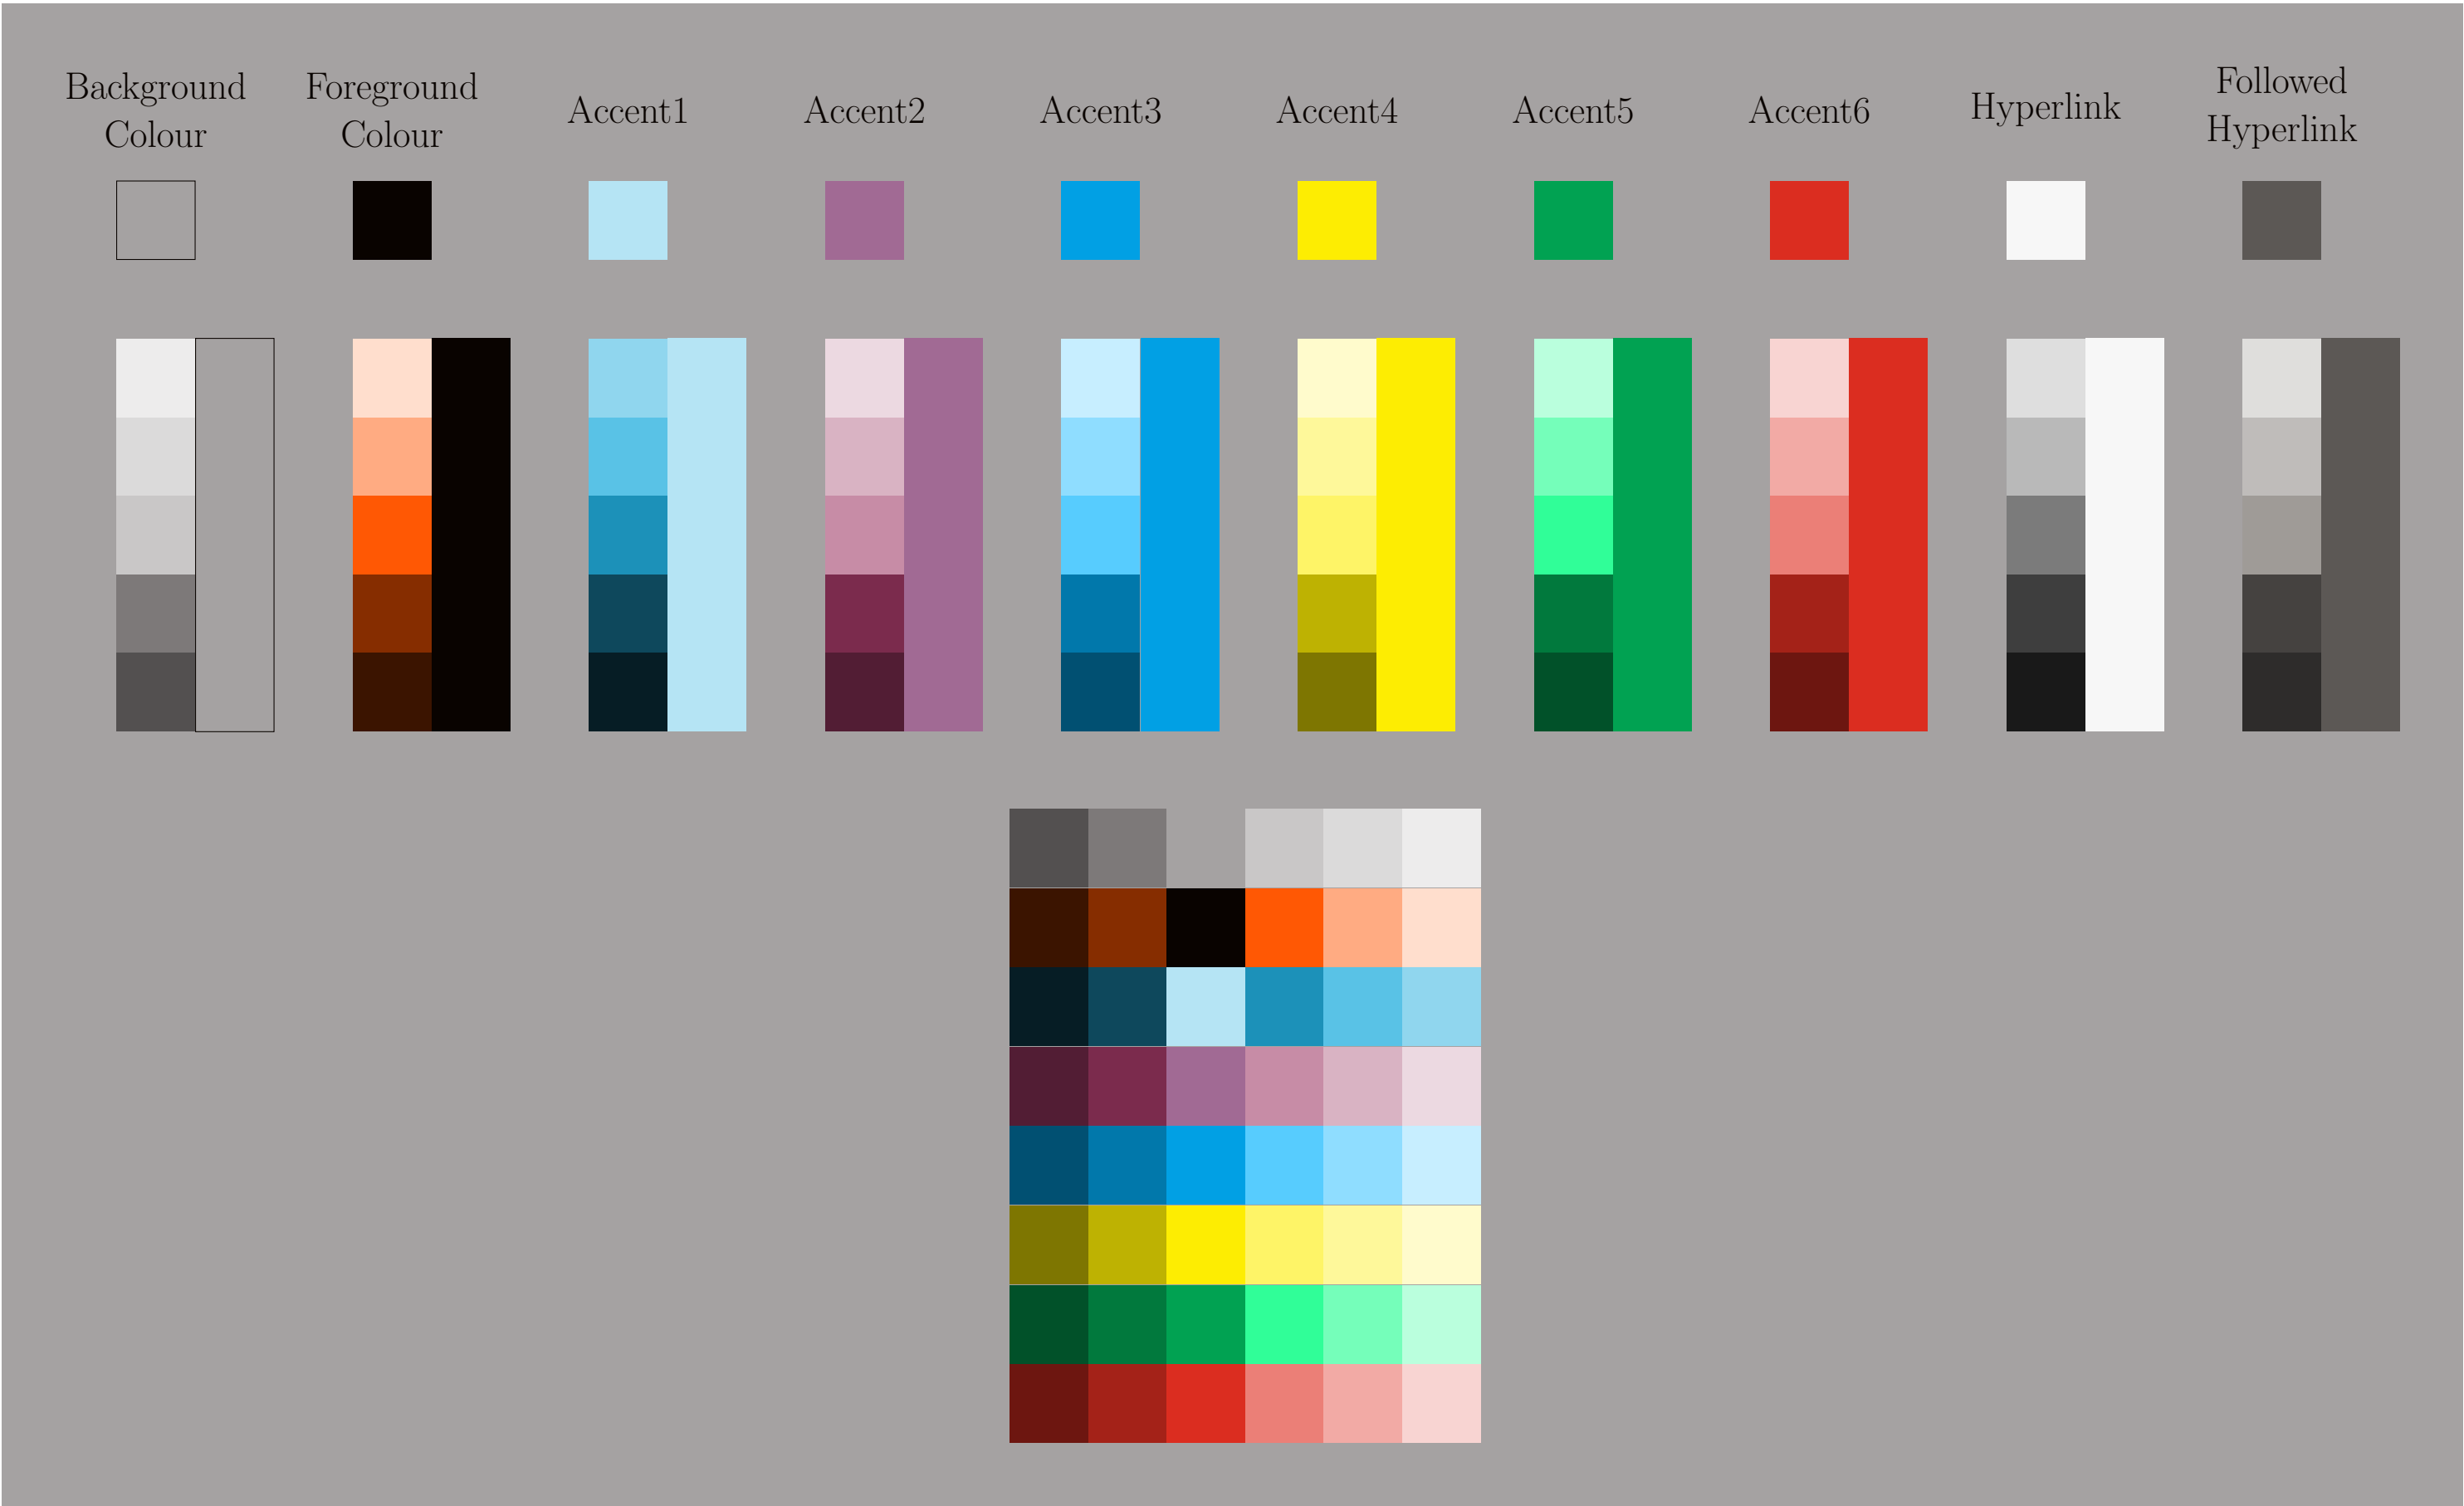 Background
Colour
Foreground
Colour
Accent1
Accent2
Accent3
Accent4
Accent5
Accent6
Hyperlink
Followed
Hyperlink